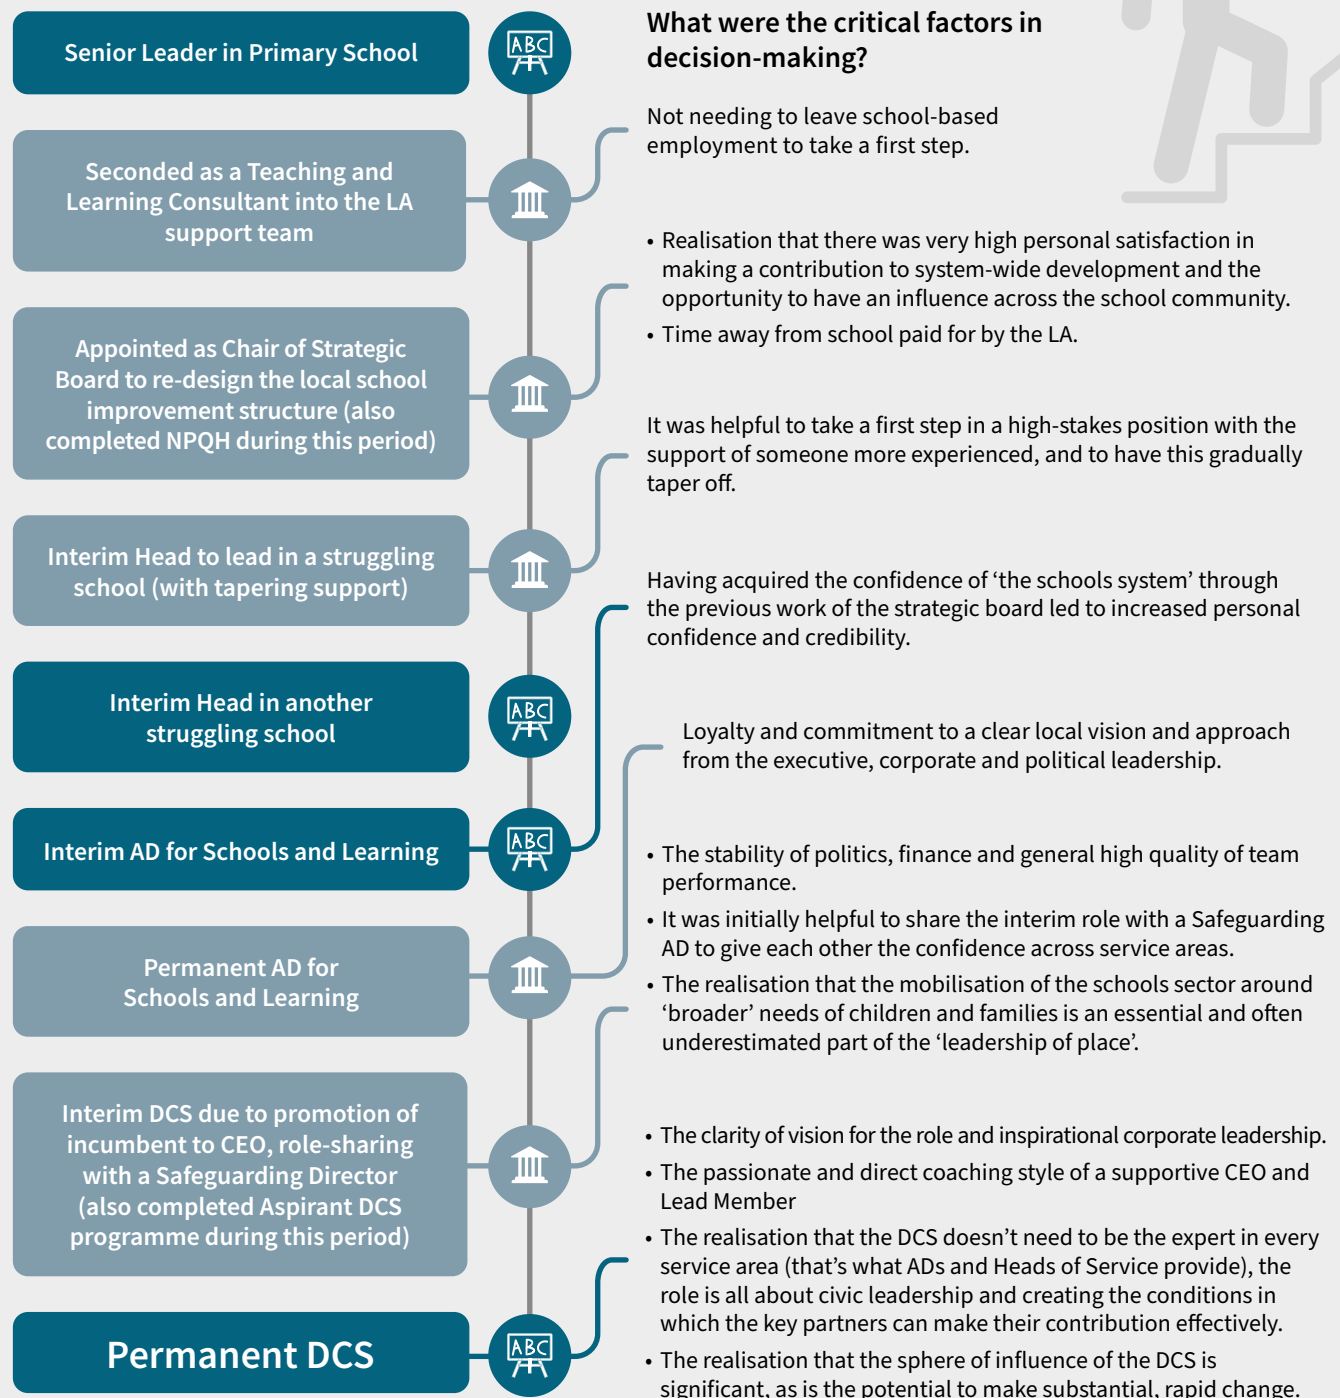 Senior Leader in Primary School
ABC
What were the critical factors in
decision-making?
Seconded as a Teaching and
Learning Consultant into the LA
support team
Not needing to leave school-based
employment to take a first step.
Appointed as Chair of Strategic
Board to re-design the local school
improvement structure (also
completed NPQH during this period)
• Realisation that there was very high personal satisfaction in
making a contribution to system-wide development and the
opportunity to have an influence across the school community.
• Time away from school paid for by the LA.
Interim Head to lead in a struggling
school (with tapering support)
It was helpful to take a first step in a high-stakes position with the
support of someone more experienced, and to have this gradually
taper off.
Interim Head in another
struggling school
ABC
Interim AD for Schools and Learning
ABC
Having acquired the confidence of ‘the schools system’ through
the previous work of the strategic board led to increased personal
confidence and credibility.
Permanent AD for
Schools and Learning
Loyalty and commitment to a clear local vision and approach
from the executive, corporate and political leadership.
Interim DCS due to promotion of
incumbent to CEO, role-sharing
with a Safeguarding Director
(also completed Aspirant DCS
programme during this period)
• The stability of politics, finance and general high quality of team
performance.
• It was initially helpful to share the interim role with a Safeguarding
AD to give each other the confidence across service areas.
• The realisation that the mobilisation of the schools sector around
‘broader’ needs of children and families is an essential and often
underestimated part of the ‘leadership of place’.
Permanent DCS
ABC
• The clarity of vision for the role and inspirational corporate leadership.
• The passionate and direct coaching style of a supportive CEO and
Lead Member
• The realisation that the DCS doesn’t need to be the expert in every
service area (that’s what ADs and Heads of Service provide), the
role is all about civic leadership and creating the conditions in
which the key partners can make their contribution effectively.
• The realisation that the sphere of influence of the DCS is
significant, as is the potential to make substantial, rapid change.